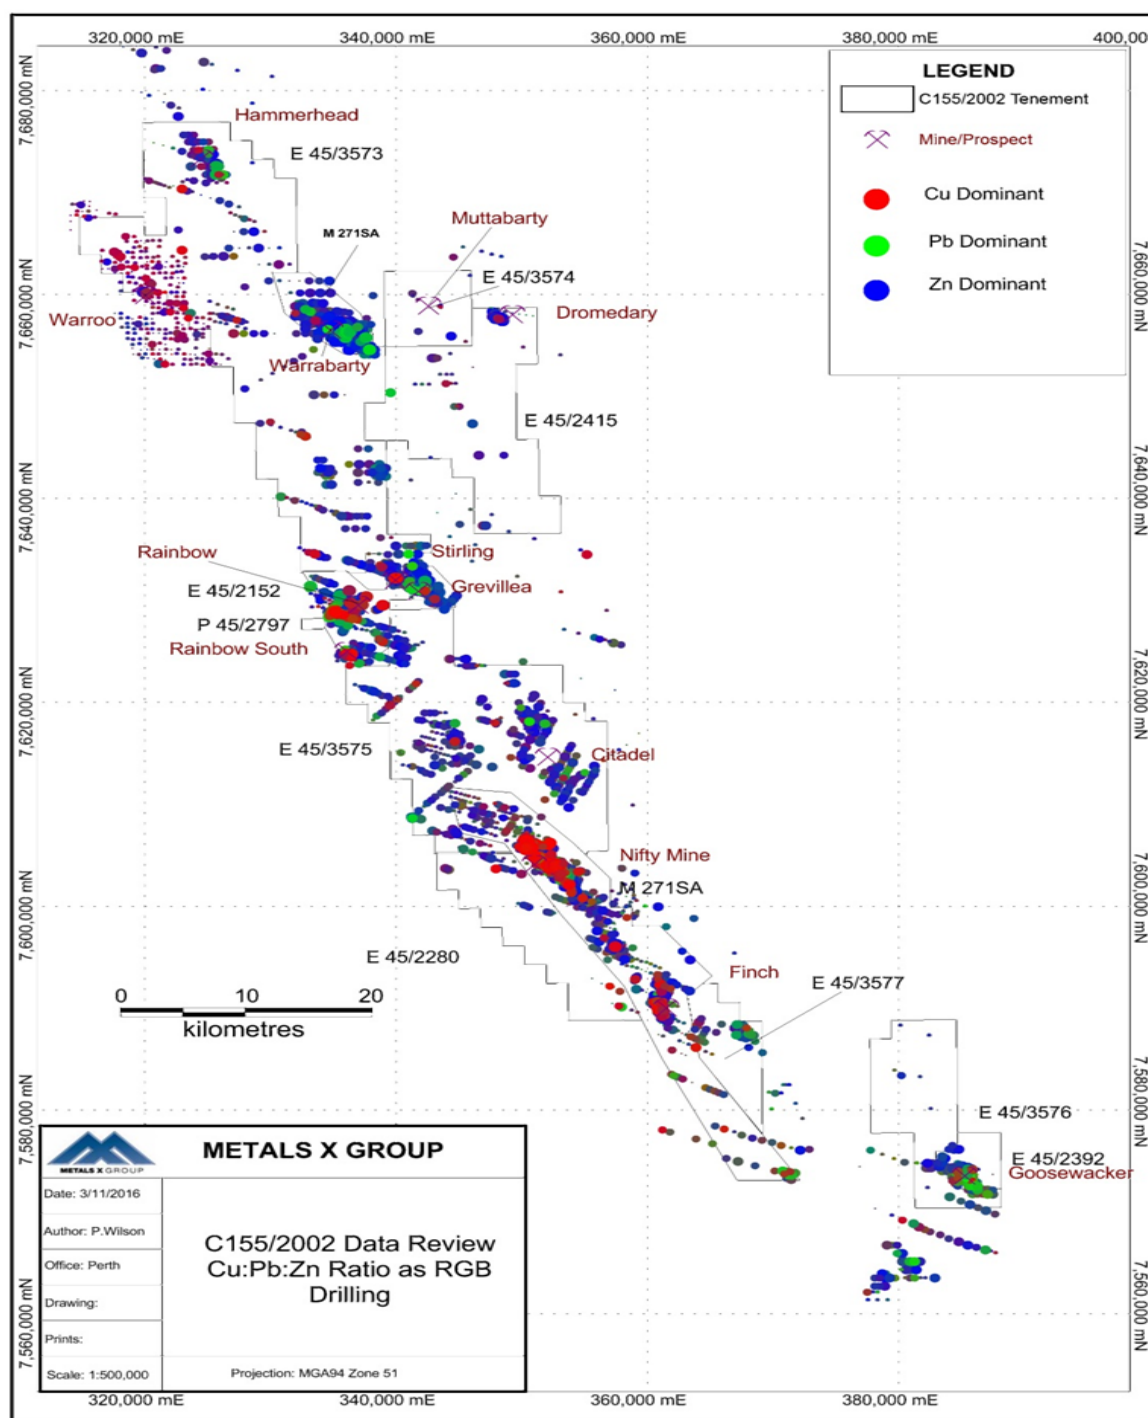 320,000 mE
340,000 mE
360,000 mE
380,000 mE
400,00
7,680,000 mN
7,660,000 mN
7,640,000 mN
7,620,000 mN
7,600,000 mN
7,580,000 mN
7,560,000 mN
7,660,000 mN
7,640,000 mN
7,620,000 mN
7,600,000 mN
7,580,000 mN
7,560,000 mN
LEGEND
C155/2002 Tenement
Mine/Prospect
Cu Dominant
Pb Dominant
Zn Dominant
Hammerhead
E 45/3573
Muttabarty
M 271SA
E 45/3574
Dromedary
Warroo
Warrabarty
E 45/2415
Rainbow
Stirling
E 45/2152
Grevillea
P 45/2797
Rainbow South
E 45/3575
Citadel
Nifty Mine
M 271SA
E 45/2280
Finch
E 45/3577
0 10 20
kilometres
E 45/3576
E 45/2392
Goosewacker
METALS X GROUP
METALS X GROUP
Date: 3/11/2016
Author: P.Wilson
Office: Perth
Drawing:
Prints:
Scale: 1:500,000
C155/2002 Data Review
Cu:Pb:Zn Ratio as RGB
Drilling
Projection: MGA94 Zone 51
320,000 mE
340,000 mE
360,000 mE
380,000 mE